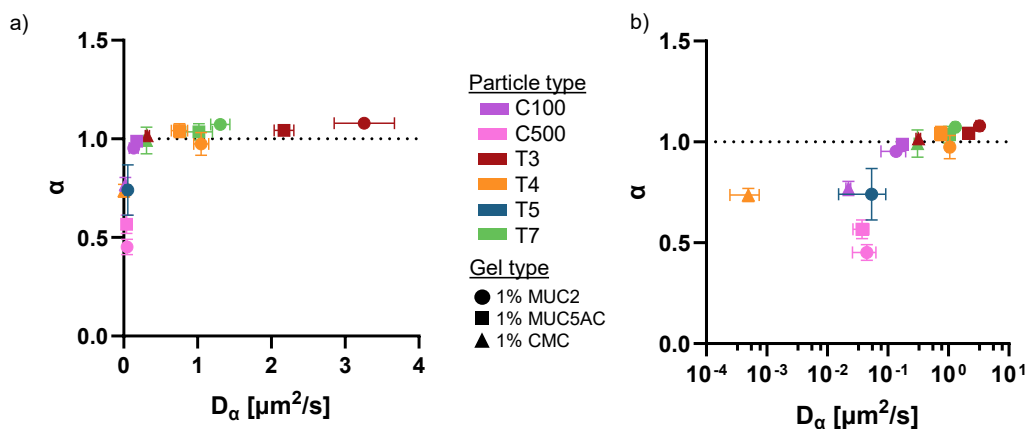 a)
1.5
1.0
0.5
0.0
α
0
1
2
3
4
Dα [μm²/s]
Particle type
C100
C500
T3
T4
T5
T7
Gel type
1% MUC2
1% MUC5AC
1% CMC
b)
1.5
1.0
0.5
0.0
α
10⁻⁴
10⁻³
10⁻²
10⁻¹
10⁰
10¹
Dα [μm²/s]